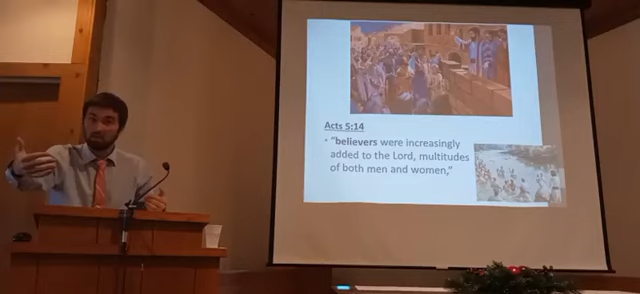 Acts 5:14
• "believers were increasingly
added to the Lord, multitudes
of both men and women,"